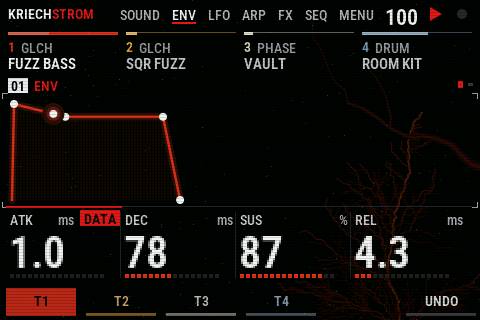 KRIECHSTROM SOUND ENV LFO ARP FX SEQ MENU 100
1 GLCH 2 GLCH 3 PHASE 4 DRUM
FUZZ BASS SQR FUZZ VAULT ROOM KIT
01 ENV
ATK ms DATA DEC ms SUS % REL ms
1.0 78 87 4.3
T1 T2 T3 T4 UNDO